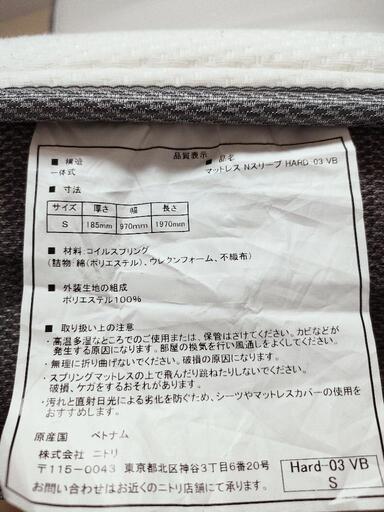 品質表示
■ 構造
一体式
■ 品名
マットレス Nスリープ HARD-03 VB
■ 寸法
サイズ 厚さ 幅 長さ
S 185mm 970mm 1970mm
■ 材料:コイルスプリング
(詰物:綿(ポリエステル)、ウレタンフォーム、不織布)
■ 外装生地の組成
ポリエステル100%
■ 取り扱い上の注意
・高温多湿なところでのご使用または、保管はさけてください。カビなどが
発生する原因になります。部屋の換気を行い風通しをよくしてください。
・無理に折り曲げないでください。破損の原因になります。
・スプリングマットレスの上で飛んだり跳ねたりしないでください。
破損、ケガをするおそれがあります。
・汚れと直射日光による劣化を防ぐため、シーツやマットレスカバーの使用を
おすすめします。
原産国 ベトナム
株式会社 ニトリ
〒115-0043 東京都北区神谷3丁目6番20号
お問い合わせはお近くのニトリ店舗にて承ります。
Hard-03 VB
S